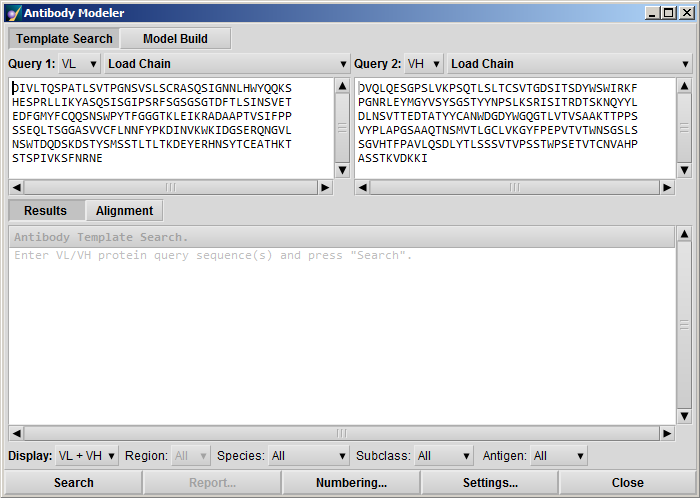 Antibody Modeler
Template Search Model Build
Query 1: VL Load Chain Query 2: VH Load Chain
DIVLTQSPATLSVTPGNSVSLSCRASQSIGNNLHWYQQKS
HESPRLLIKYASQSISGIPSRFSGSGSGTDFTLSINSVET
EDFGMYFCQQSNSWPYTFGGGTKLEIKRADAAPTVSIFPP
SSEQLTSGGASVVCFLNNFYPKDINVKWKIDGSERQNGVL
NSWTDQDSKDSTYSMSSTLTLTKDEYERHNSYTCEATHKT
STSPIVKSFNRNE
DVQLQESGPSLVKPSQTLSLTCSVTGDSITSDYWSWIRKF
PGNRLEYMGYVSYSGSTYYNPSLKSRISITRDTSKNQYYL
DLNSVTTEDTATYYCANWDGDYWGQGTLVTVSAAKTTPPS
VYPLAPGSAAQTNSMVTLGCLVKGYFPEPVTVTWNSGSLS
SGVHTFPAVLQSDLYTLSSSVTVPSSTWPSETVTCNVAHP
ASSTKVDKKI
Results Alignment
Antibody Template Search.
Enter VL/VH protein query sequence(s) and press "Search".
Display: VL + VH Region: All Species: All Subclass: All Antigen: All
Search Report... Numbering... Settings... Close